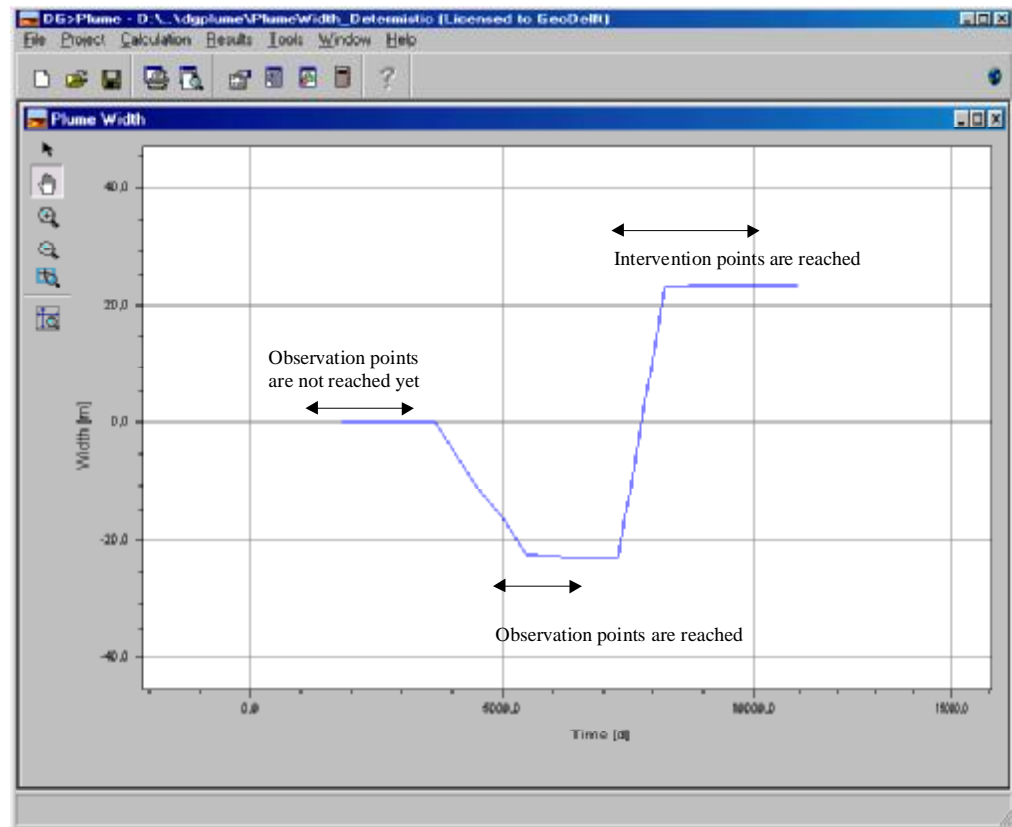 DG>Plume - D:\..\dgplume\PlumeWidth_Determistio (Licensed to GeoDelft)
File Project Calculation Results Tools Window Help
Plume Width
40,0
Intervention points are reached
20,0
Observation points
are not reached yet
Width [m]
0,0
-20,0
Observation points are reached
-40,0
0,0 5000,0 10000,0 15000,0
Time [d]